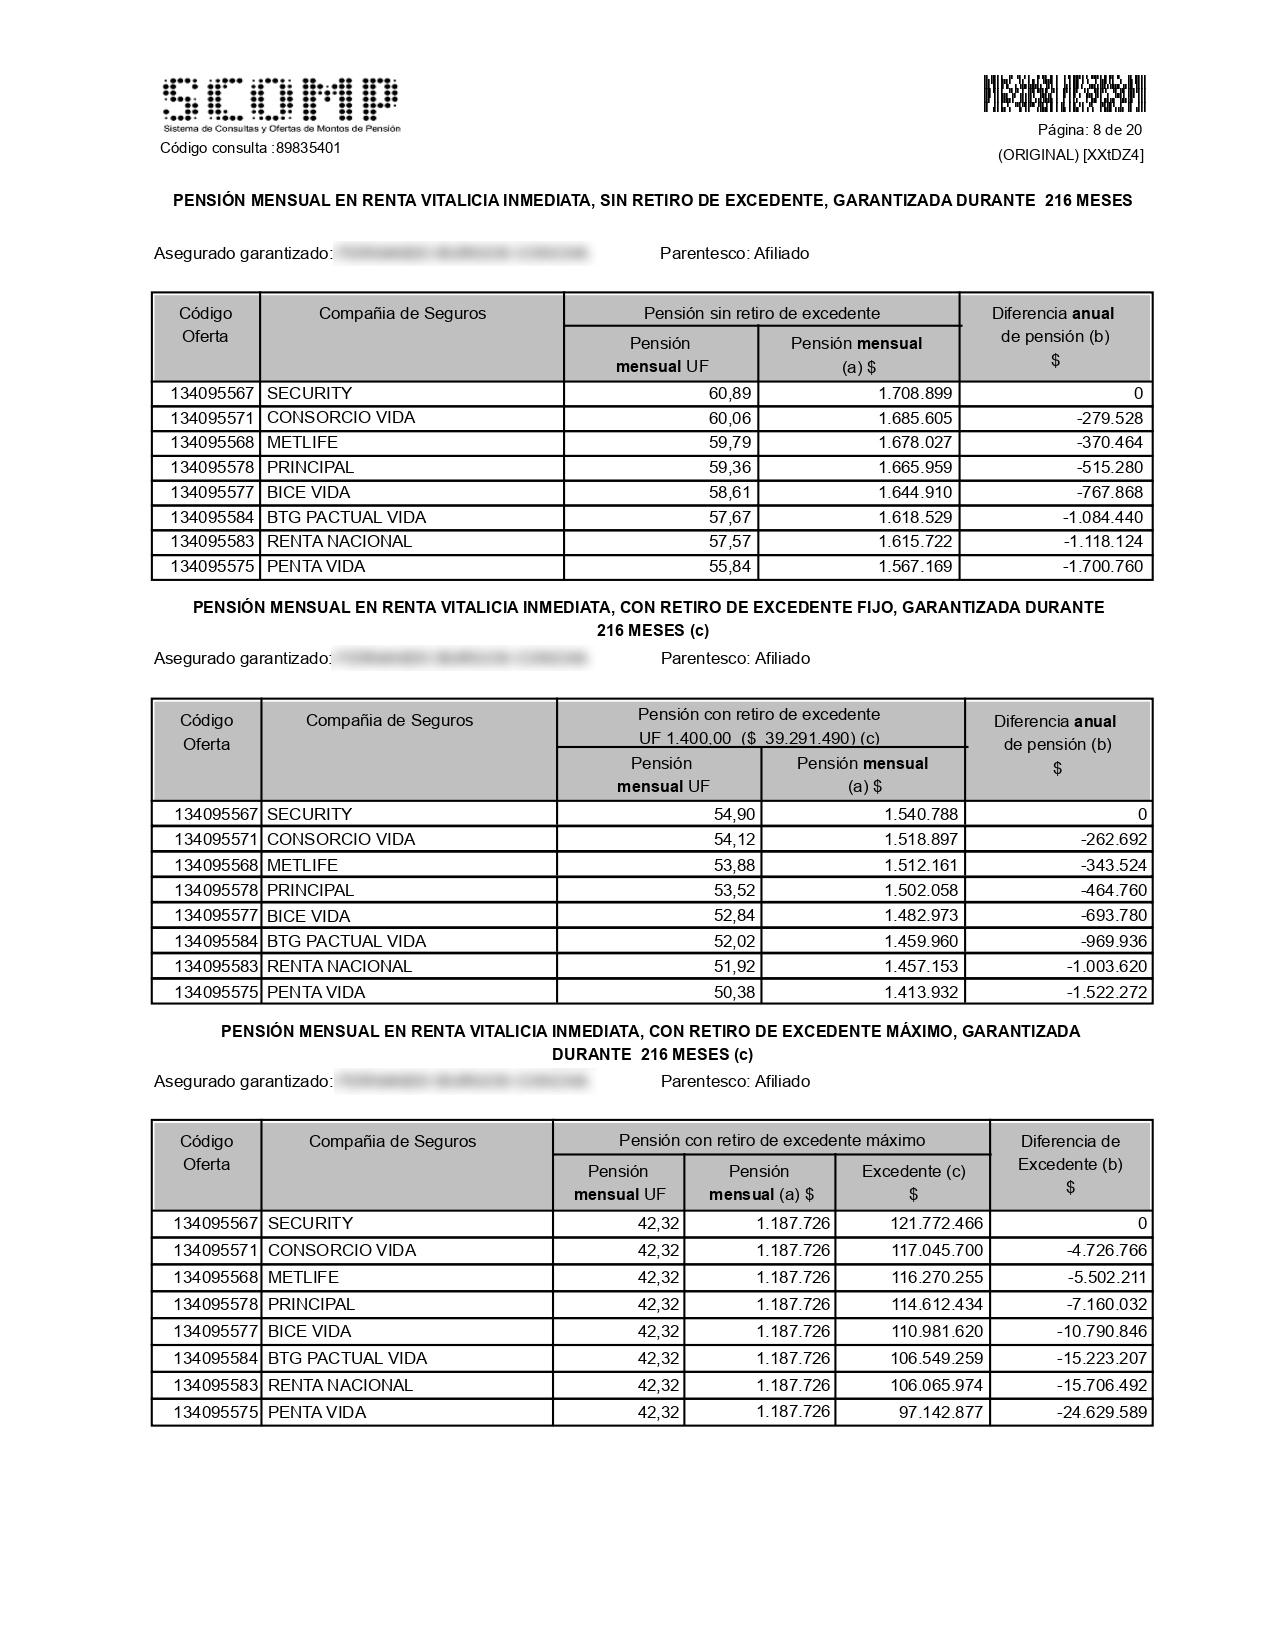 SCOMP
Sistema de Consultas y Ofertas de Montos de Pensión
Código consulta :89835401
Página: 8 de 20
(ORIGINAL) [XXtDZ4]
PENSIÓN MENSUAL EN RENTA VITALICIA INMEDIATA, SIN RETIRO DE EXCEDENTE, GARANTIZADA DURANTE 216 MESES
Asegurado garantizado: Parentesco: Afiliado
Código Compañia de Seguros Pensión sin retiro de excedente Diferencia anual
Oferta de pensión (b)
Pensión Pensión mensual $
mensual UF (a) $
134095567 SECURITY 60,89 1.708.899 0
134095571 CONSORCIO VIDA 60,06 1.685.605 -279.528
134095568 METLIFE 59,79 1.678.027 -370.464
134095578 PRINCIPAL 59,36 1.665.959 -515.280
134095577 BICE VIDA 58,61 1.644.910 -767.868
134095584 BTG PACTUAL VIDA 57,67 1.618.529 -1.084.440
134095583 RENTA NACIONAL 57,57 1.615.722 -1.118.124
134095575 PENTA VIDA 55,84 1.567.169 -1.700.760
PENSIÓN MENSUAL EN RENTA VITALICIA INMEDIATA, CON RETIRO DE EXCEDENTE FIJO, GARANTIZADA DURANTE
216 MESES (c)
Asegurado garantizado: Parentesco: Afiliado
Código Compañia de Seguros Pensión con retiro de excedente Diferencia anual
Oferta UF 1.400,00 ($ 39.291.490) (c) de pensión (b)
Pensión Pensión mensual $
mensual UF (a) $
134095567 SECURITY 54,90 1.540.788 0
134095571 CONSORCIO VIDA 54,12 1.518.897 -262.692
134095568 METLIFE 53,88 1.512.161 -343.524
134095578 PRINCIPAL 53,52 1.502.058 -464.760
134095577 BICE VIDA 52,84 1.482.973 -693.780
134095584 BTG PACTUAL VIDA 52,02 1.459.960 -969.936
134095583 RENTA NACIONAL 51,92 1.457.153 -1.003.620
134095575 PENTA VIDA 50,38 1.413.932 -1.522.272
PENSIÓN MENSUAL EN RENTA VITALICIA INMEDIATA, CON RETIRO DE EXCEDENTE MÁXIMO, GARANTIZADA
DURANTE 216 MESES (c)
Asegurado garantizado: Parentesco: Afiliado
Código Compañia de Seguros Pensión con retiro de excedente máximo Diferencia de
Oferta Excedente (b)
Pensión Pensión Excedente (c) $
mensual UF mensual (a) $ $
134095567 SECURITY 42,32 1.187.726 121.772.466 0
134095571 CONSORCIO VIDA 42,32 1.187.726 117.045.700 -4.726.766
134095568 METLIFE 42,32 1.187.726 116.270.255 -5.502.211
134095578 PRINCIPAL 42,32 1.187.726 114.612.434 -7.160.032
134095577 BICE VIDA 42,32 1.187.726 110.981.620 -10.790.846
134095584 BTG PACTUAL VIDA 42,32 1.187.726 106.549.259 -15.223.207
134095583 RENTA NACIONAL 42,32 1.187.726 106.065.974 -15.706.492
134095575 PENTA VIDA 42,32 1.187.726 97.142.877 -24.629.589